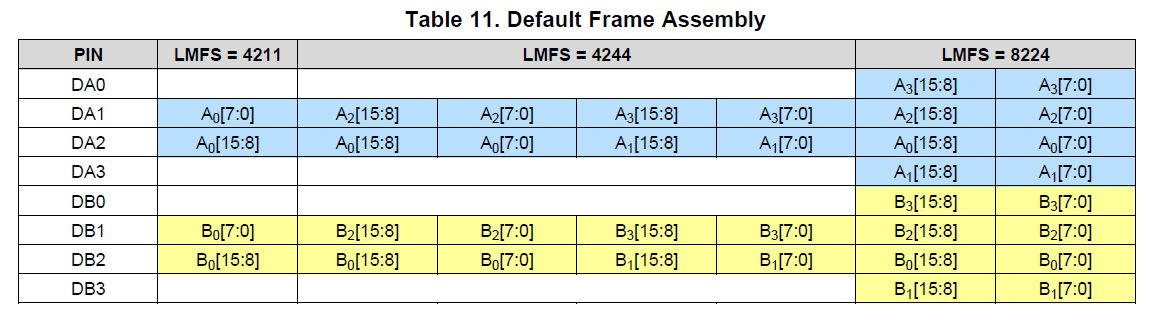 Table 11. Default Frame Assembly
PIN LMFS = 4211 LMFS = 4244 LMFS = 8224
DA0 A3[15:8] A3[7:0]
DA1 A0[7:0] A2[15:8] A2[7:0] A3[15:8] A3[7:0] A2[15:8] A2[7:0]
DA2 A0[15:8] A0[15:8] A0[7:0] A1[15:8] A1[7:0] A0[15:8] A0[7:0]
DA3 A1[15:8] A1[7:0]
DB0 B3[15:8] B3[7:0]
DB1 B0[7:0] B2[15:8] B2[7:0] B3[15:8] B3[7:0] B2[15:8] B2[7:0]
DB2 B0[15:8] B0[15:8] B0[7:0] B1[15:8] B1[7:0] B0[15:8] B0[7:0]
DB3 B1[15:8] B1[7:0]